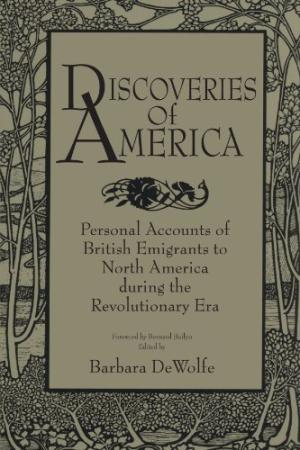 DISCOVERIES
of
AMERICA
Personal Accounts of
British Emigrants to
North America
during the
Revolutionary Era
Foreword by Bernard Bailyn
Edited by
Barbara DeWolfe